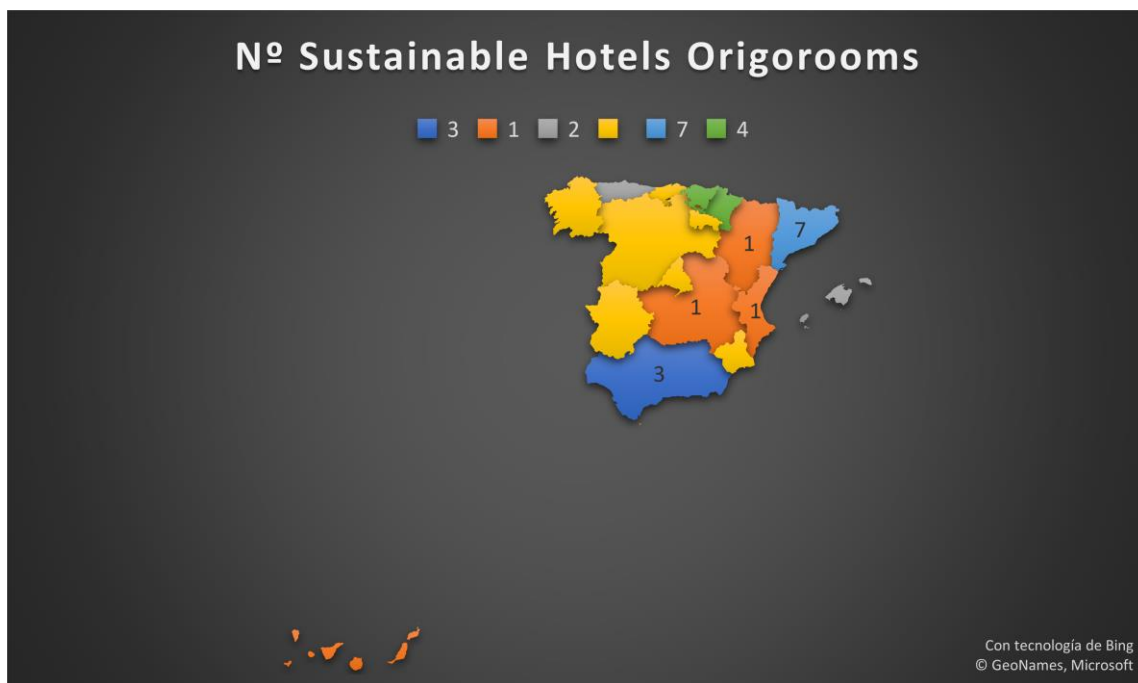 Nº Sustainable Hotels Origorooms
3 1 2 7 4
7
1
1
1
3
Con tecnología de Bing
© GeoNames, Microsoft